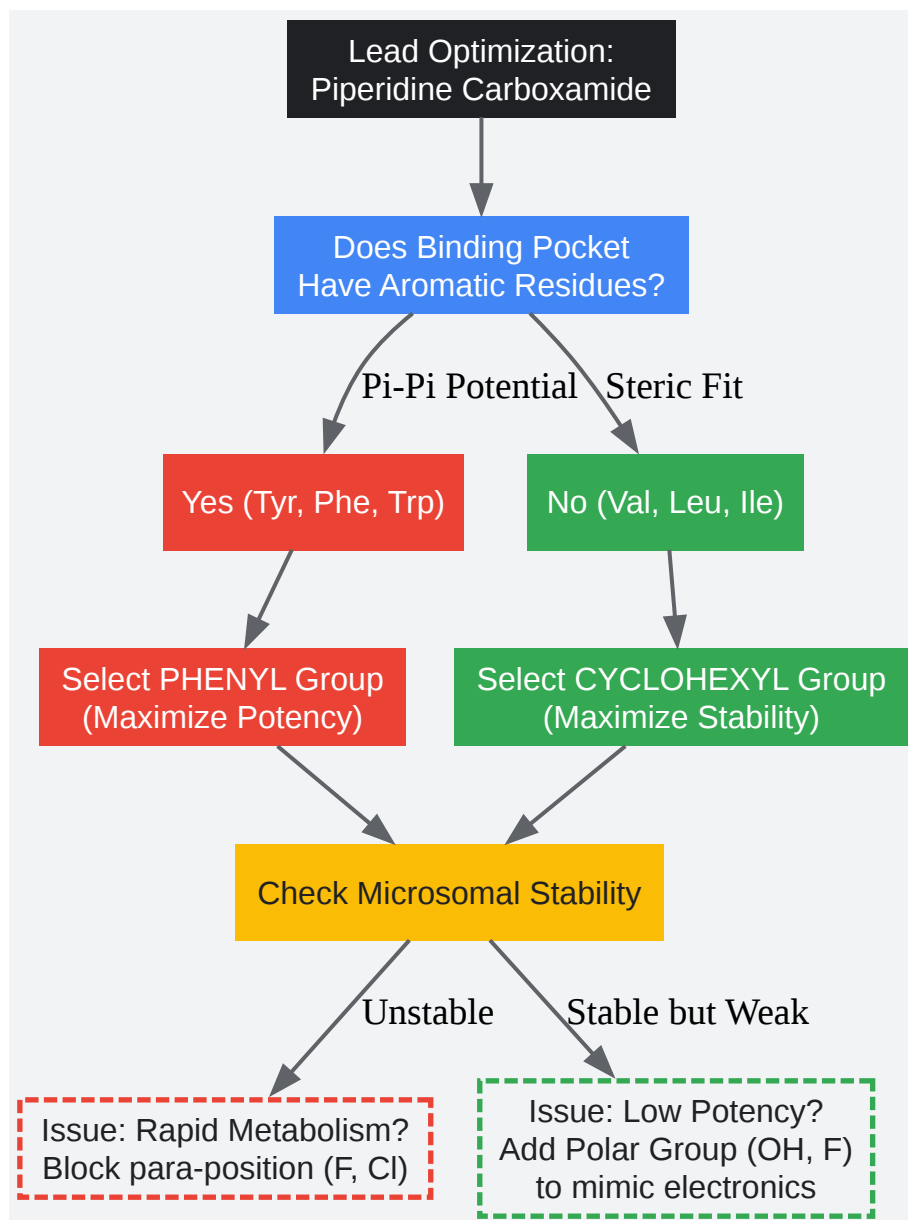 Lead Optimization:
Piperidine Carboxamide
Does Binding Pocket
Have Aromatic Residues?
Pi-Pi Potential
Steric Fit
Yes (Tyr, Phe, Trp)
No (Val, Leu, Ile)
Select PHENYL Group
(Maximize Potency)
Select CYCLOHEXYL Group
(Maximize Stability)
Check Microsomal Stability
Unstable
Stable but Weak
Issue: Rapid Metabolism?
Block para-position (F, Cl)
Issue: Low Potency?
Add Polar Group (OH, F)
to mimic electronics